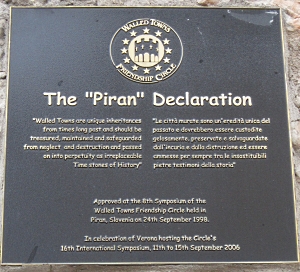 WALLED TOWNS
FRIENDSHIP CIRCLE
The "Piran" Declaration
"Walled Towns are unique inheritances
from times long past and should be
treasured, maintained and safeguarded
from neglect, and destruction and passed
on into perpetuity as irreplaceable
Time stones of History"
"Le città murate sono un'eredità unica del
passato e dovrebbero essere custodite
gelosamente, preservate e salvaguardate
dall'incuria e dalla distruzione ed essere
ammesse per sempre tra le insostituibili
pietre testimoni della storia"
Approved at the 8th Symposium of the
Walled Towns Friendship Circle held in
Piran, Slovenia on 24th September 1998.
In celebration of Verona hosting the Circle's
16th International Symposium, 11th to 15th September 2006